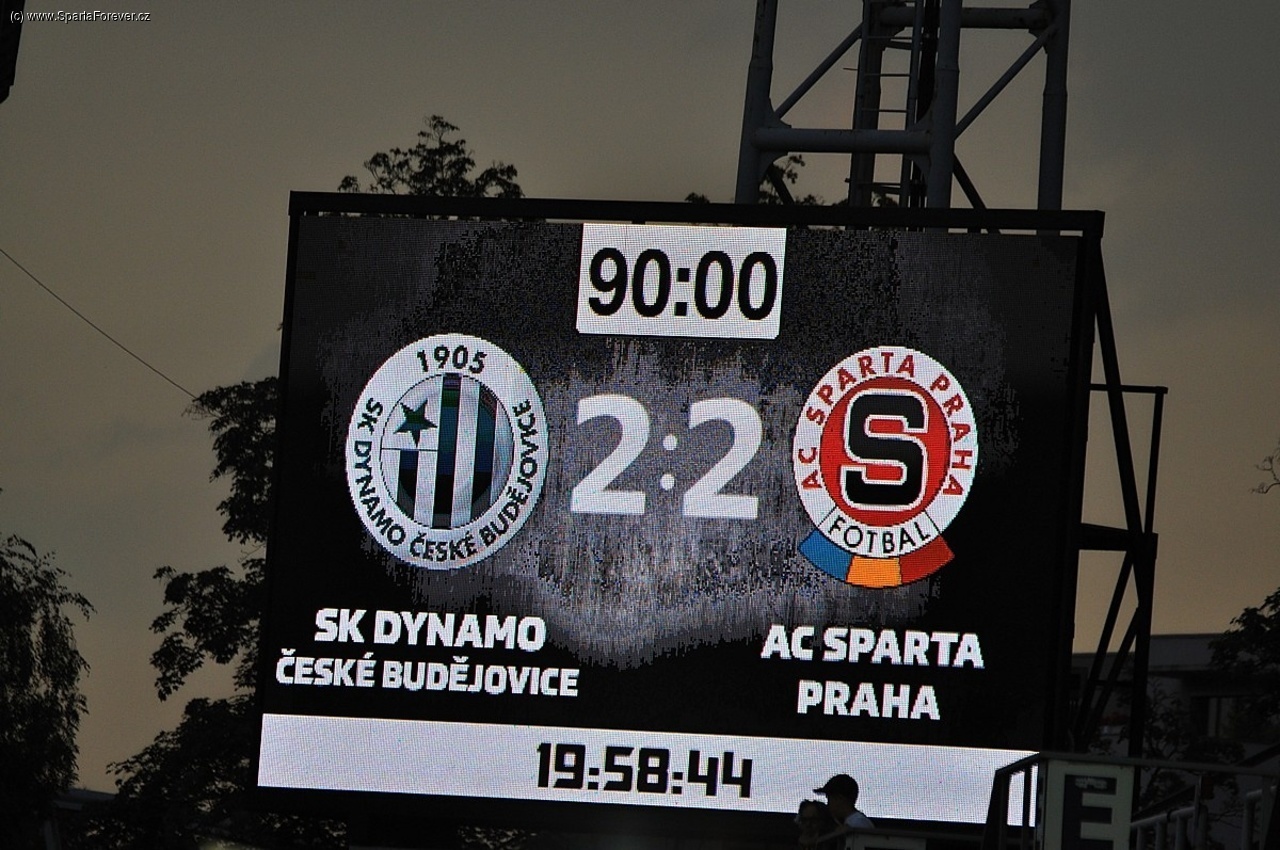 (c) www.SpartaForever.cz
90:00
1905
SK DYNAMO ČESKÉ BUDĚJOVICE
2:2
AC SPARTA PRAHA
S
FOTBAL
SK DYNAMO
ČESKÉ BUDĚJOVICE
AC SPARTA
PRAHA
19:58:44
E